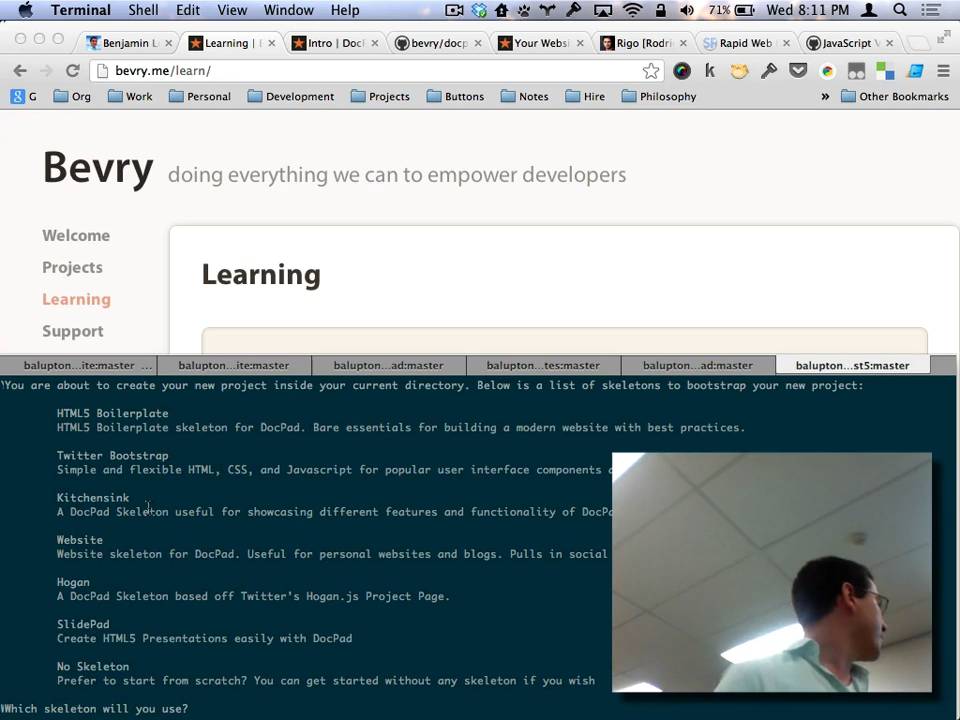 Terminal Shell Edit View Window Help 71% Wed 8:11 PM
Benjamin L Learning | B Intro | Doc bevry/docp Your Websi Rigo [Rodri Rapid Web JavaScript V
bevry.me/learn/
G Org Work Personal Development Projects Buttons Notes Hire Philosophy » Other Bookmarks
Bevry doing everything we can to empower developers
Welcome
Projects
Learning
Support
Learning
balupton...ite:master ... balupton...ite:master balupton...ad:master balupton...tes:master balupton...ad:master balupton...st5:master
You are about to create your new project inside your current directory. Below is a list of skeletons to bootstrap your new project:
HTML5 Boilerplate
HTML5 Boilerplate skeleton for DocPad. Bare essentials for building a modern website with best practices.
Twitter Bootstrap
Simple and flexible HTML, CSS, and Javascript for popular user interface components
Kitchensink
A DocPad Skeleton useful for showcasing different features and functionality of DocPa
Website
Website skeleton for DocPad. Useful for personal websites and blogs. Pulls in social
Hogan
A DocPad Skeleton based off Twitter's Hogan.js Project Page.
SlidePad
Create HTML5 Presentations easily with DocPad
No Skeleton
Prefer to start from scratch? You can get started without any skeleton if you wish
Which skeleton will you use?